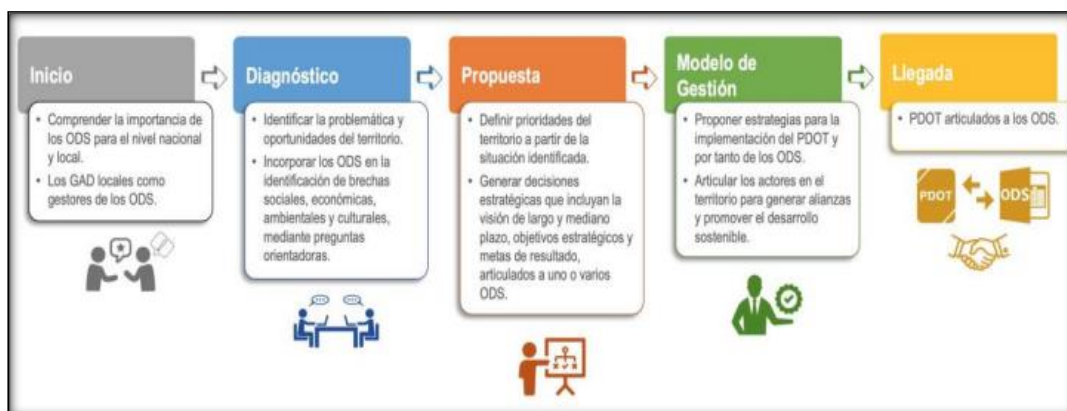 Inicio
• Comprender la importancia de
los ODS para el nivel nacional
y local.
• Los GAD locales como
gestores de los ODS.
Diagnóstico
• Identificar la problemática y
oportunidades del territorio.
• Incorporar los ODS en la
identificación de brechas
sociales, económicas,
ambientales y culturales,
mediante preguntas
orientadoras.
Propuesta
• Definir prioridades del
territorio a partir de la
situación identificada.
• Generar decisiones
estratégicas que incluyan la
visión de largo y mediano
plazo, objetivos estratégicos y
metas de resultado,
articulados a uno o varios
ODS.
Modelo de
Gestión
• Proponer estrategias para la
implementación del PDOT y
por tanto de los ODS.
• Articular los actores en el
territorio para generar alianzas
y promover el desarrollo
sostenible.
Llegada
• PDOT articulados a los ODS.
PDOT
ODS